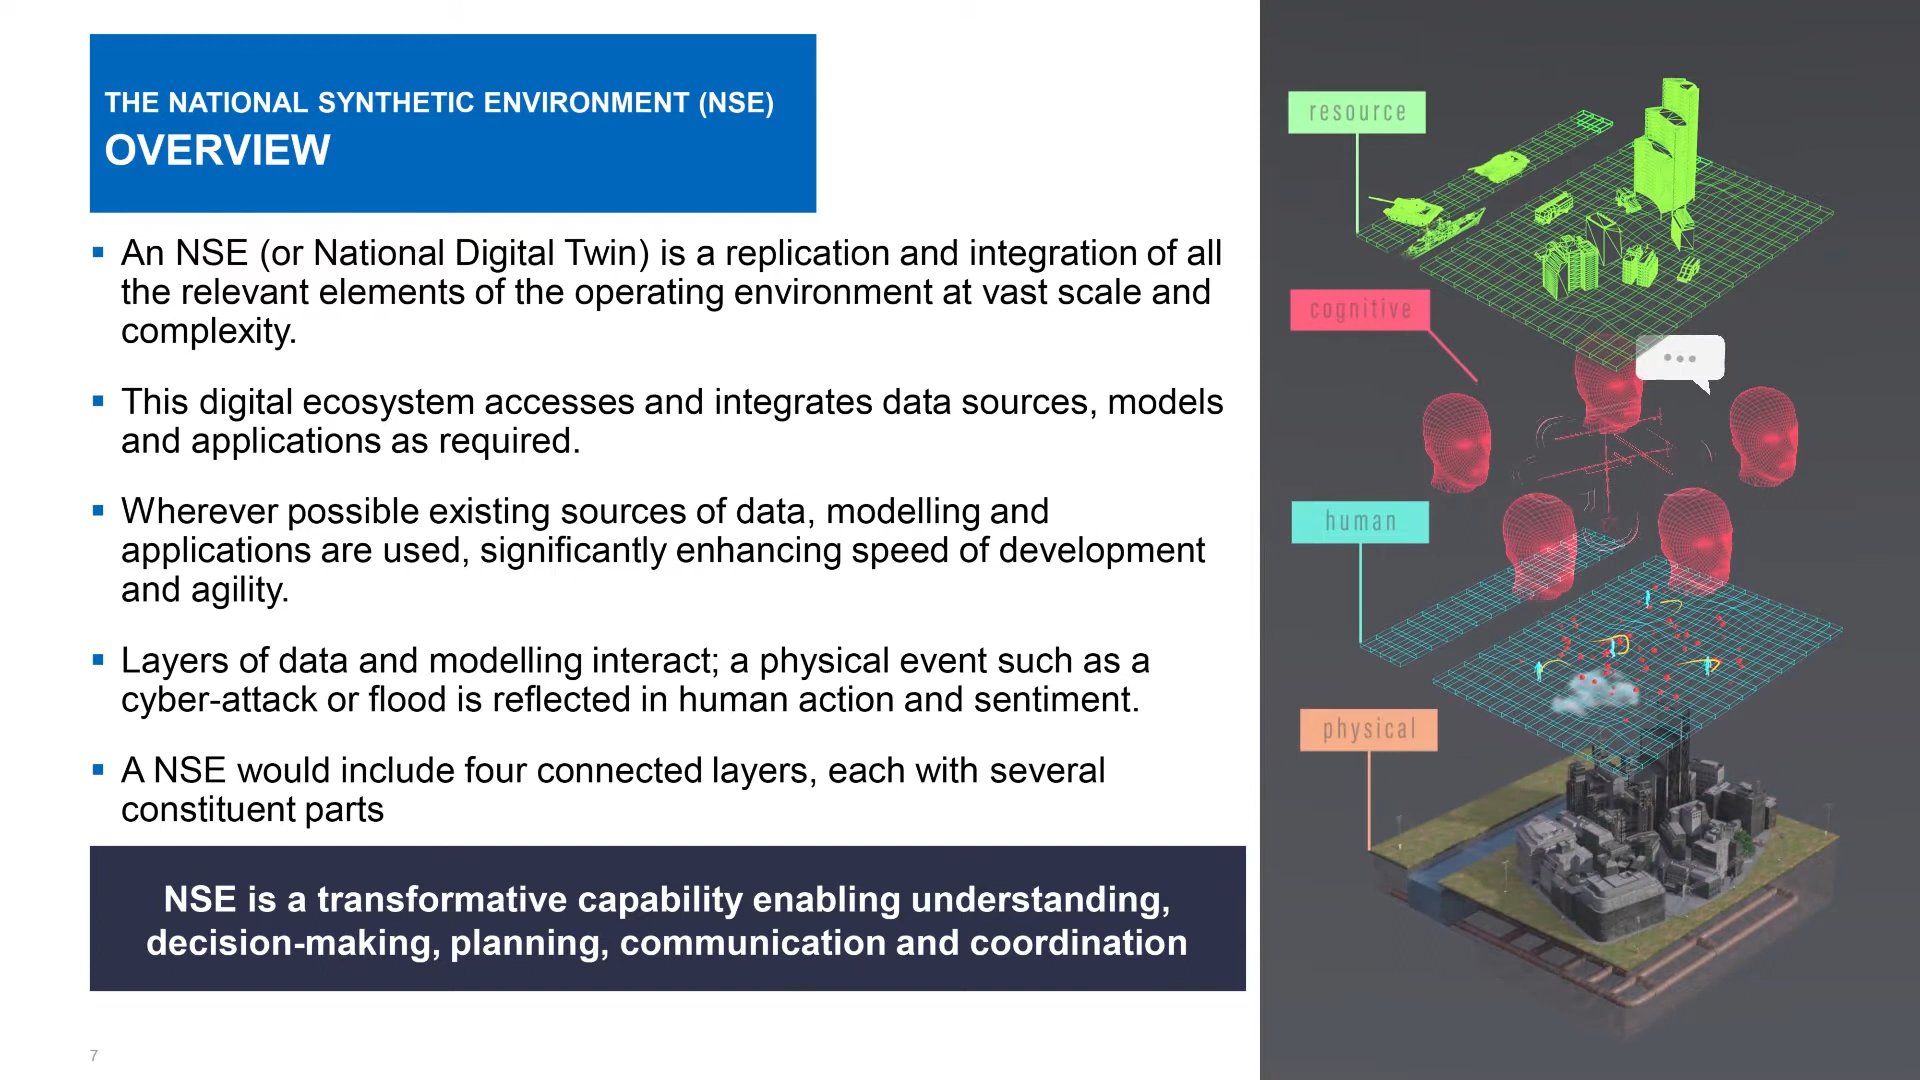 THE NATIONAL SYNTHETIC ENVIRONMENT (NSE)
OVERVIEW
▪ An NSE (or National Digital Twin) is a replication and integration of all
the relevant elements of the operating environment at vast scale and
complexity.
▪ This digital ecosystem accesses and integrates data sources, models
and applications as required.
▪ Wherever possible existing sources of data, modelling and
applications are used, significantly enhancing speed of development
and agility.
▪ Layers of data and modelling interact; a physical event such as a
cyber-attack or flood is reflected in human action and sentiment.
▪ A NSE would include four connected layers, each with several
constituent parts
NSE is a transformative capability enabling understanding,
decision-making, planning, communication and coordination
7
resource
cognitive
human
physical